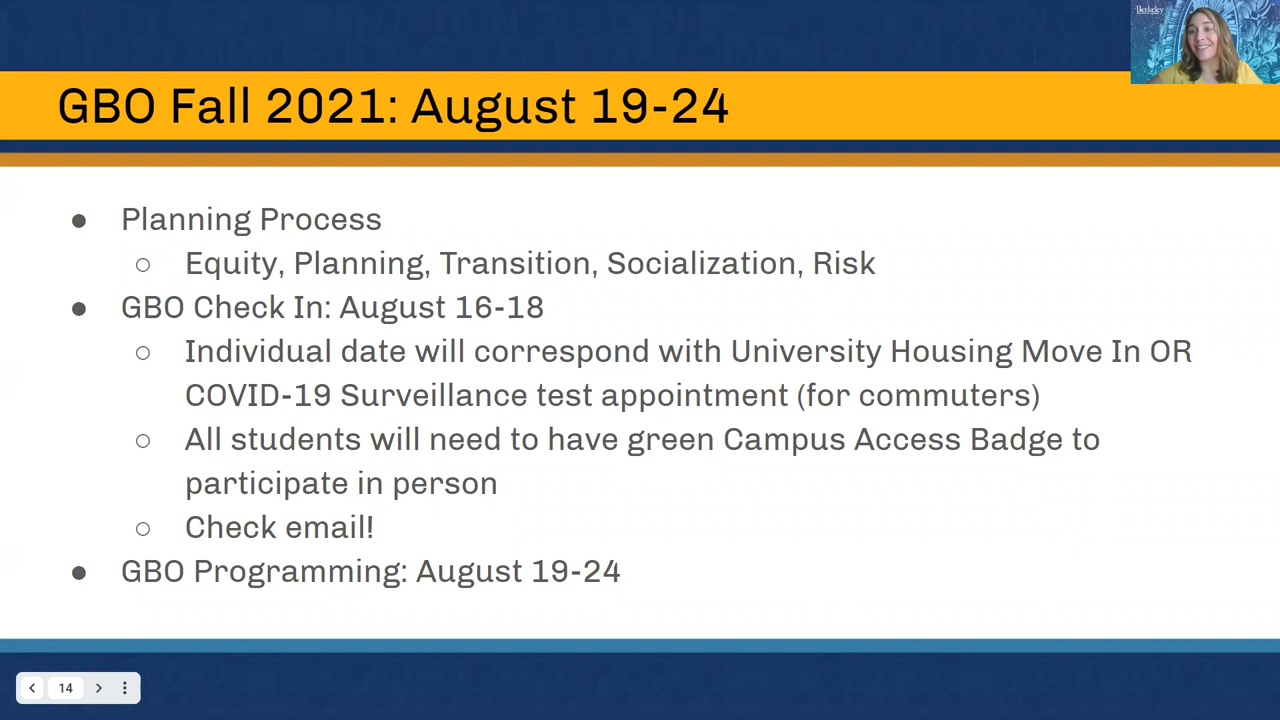 Berkeley
GBO Fall 2021: August 19-24
● Planning Process
○ Equity, Planning, Transition, Socialization, Risk
● GBO Check In: August 16-18
○ Individual date will correspond with University Housing Move In OR
COVID-19 Surveillance test appointment (for commuters)
○ All students will need to have green Campus Access Badge to
participate in person
○ Check email!
● GBO Programming: August 19-24
14